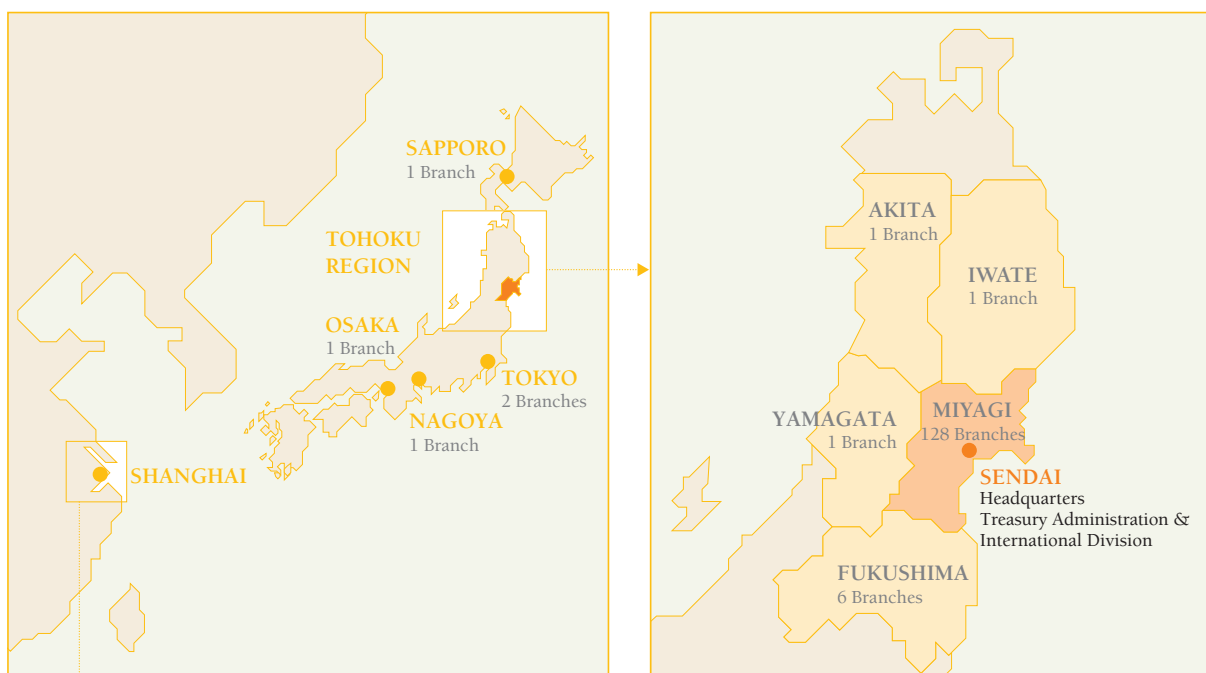 SAPPORO
1 Branch
TOHOKU
REGION
OSAKA
1 Branch
TOKYO
2 Branches
NAGOYA
1 Branch
SHANGHAI
AKITA
1 Branch
IWATE
1 Branch
YAMAGATA
1 Branch
MIYAGI
128 Branches
SENDAI
Headquarters
Treasury Administration &
International Division
FUKUSHIMA
6 Branches